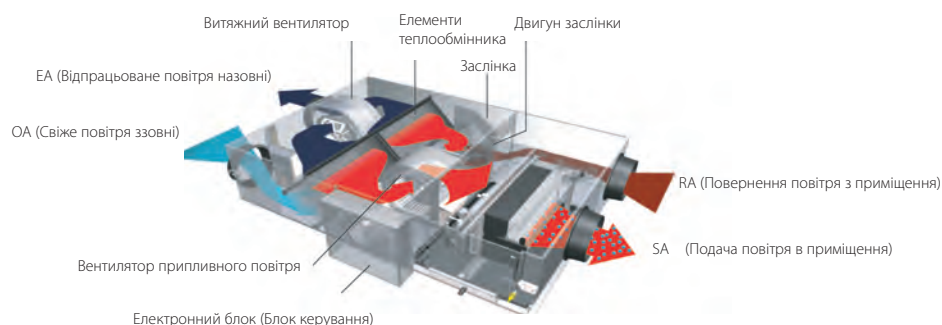 Витяжний вентилятор
Елементи
теплообмінника
Двигун заслінки
Заслінка
EA (Відпрацьоване повітря назовні)
OA (Свіже повітря ззовні)
RA (Повернення повітря з приміщення)
SA (Подача повітря в приміщення)
Вентилятор припливного повітря
Електронний блок (Блок керування)